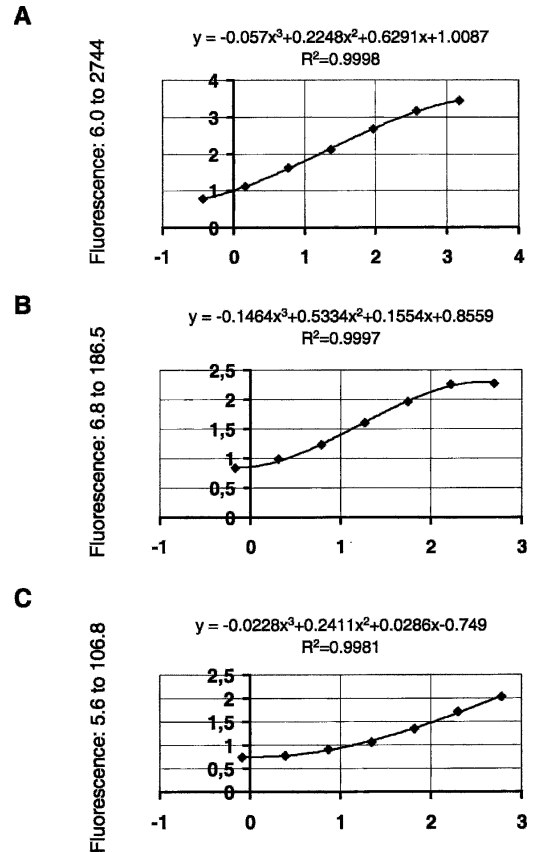 A
y = -0.057x³+0.2248x²+0.6291x+1.0087
R²=0.9998
Fluorescence: 6.0 to 2744
4
3
2
1
0
-1 0 1 2 3 4
B
y = -0.1464x³+0.5334x²+0.1554x+0.8559
R²=0.9997
Fluorescence: 6.8 to 186.5
2,5
2
1,5
1
0,5
0
-1 0 1 2 3
C
y = -0.0228x³+0.2411x²+0.0286x-0.749
R²=0.9981
Fluorescence: 5.6 to 106.8
2,5
2
1,5
1
0,5
0
-1 0 1 2 3